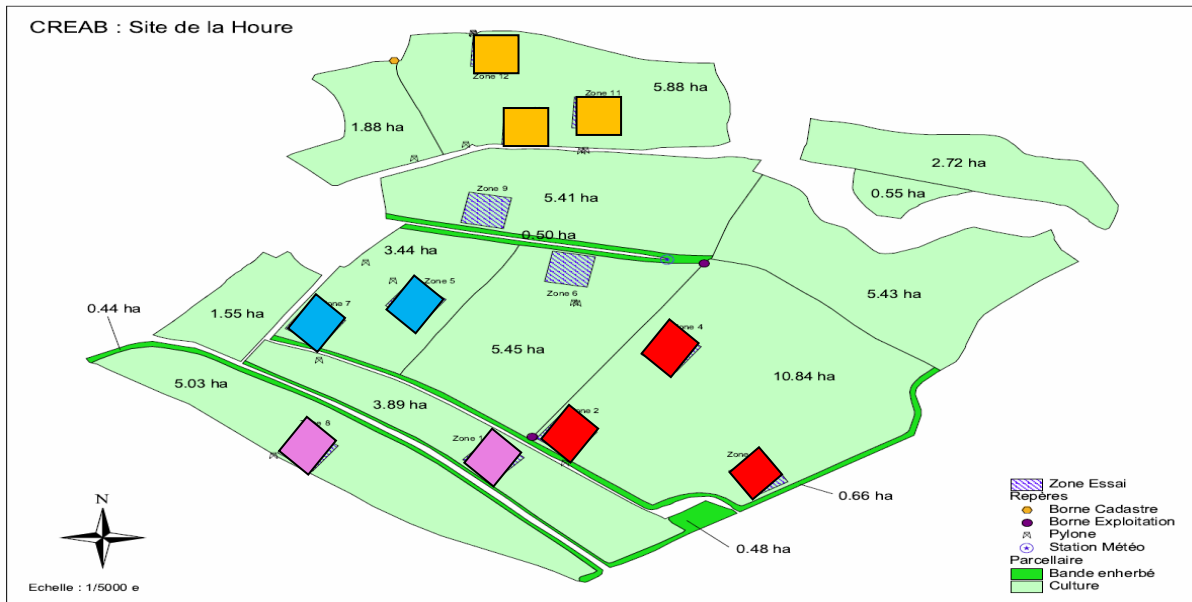 CREAB : Site de la Houre
Zone 12
Zone 11
5.88 ha
1.88 ha
2.72 ha
0.55 ha
Zone 9
5.41 ha
0.50 ha
3.44 ha
Zone 5
Zone 6
5.43 ha
0.44 ha
1.55 ha
one 7
Zone 4
5.45 ha
10.84 ha
5.03 ha
3.89 ha
e 8
Zone 1
ne 2
Zone
0.66 ha
0.48 ha
N
Echelle : 1/5000 e
Zone Essai
Repères
Borne Cadastre
Borne Exploitation
Pylone
Station Météo
Parcellaire
Bande enherbé
Culture